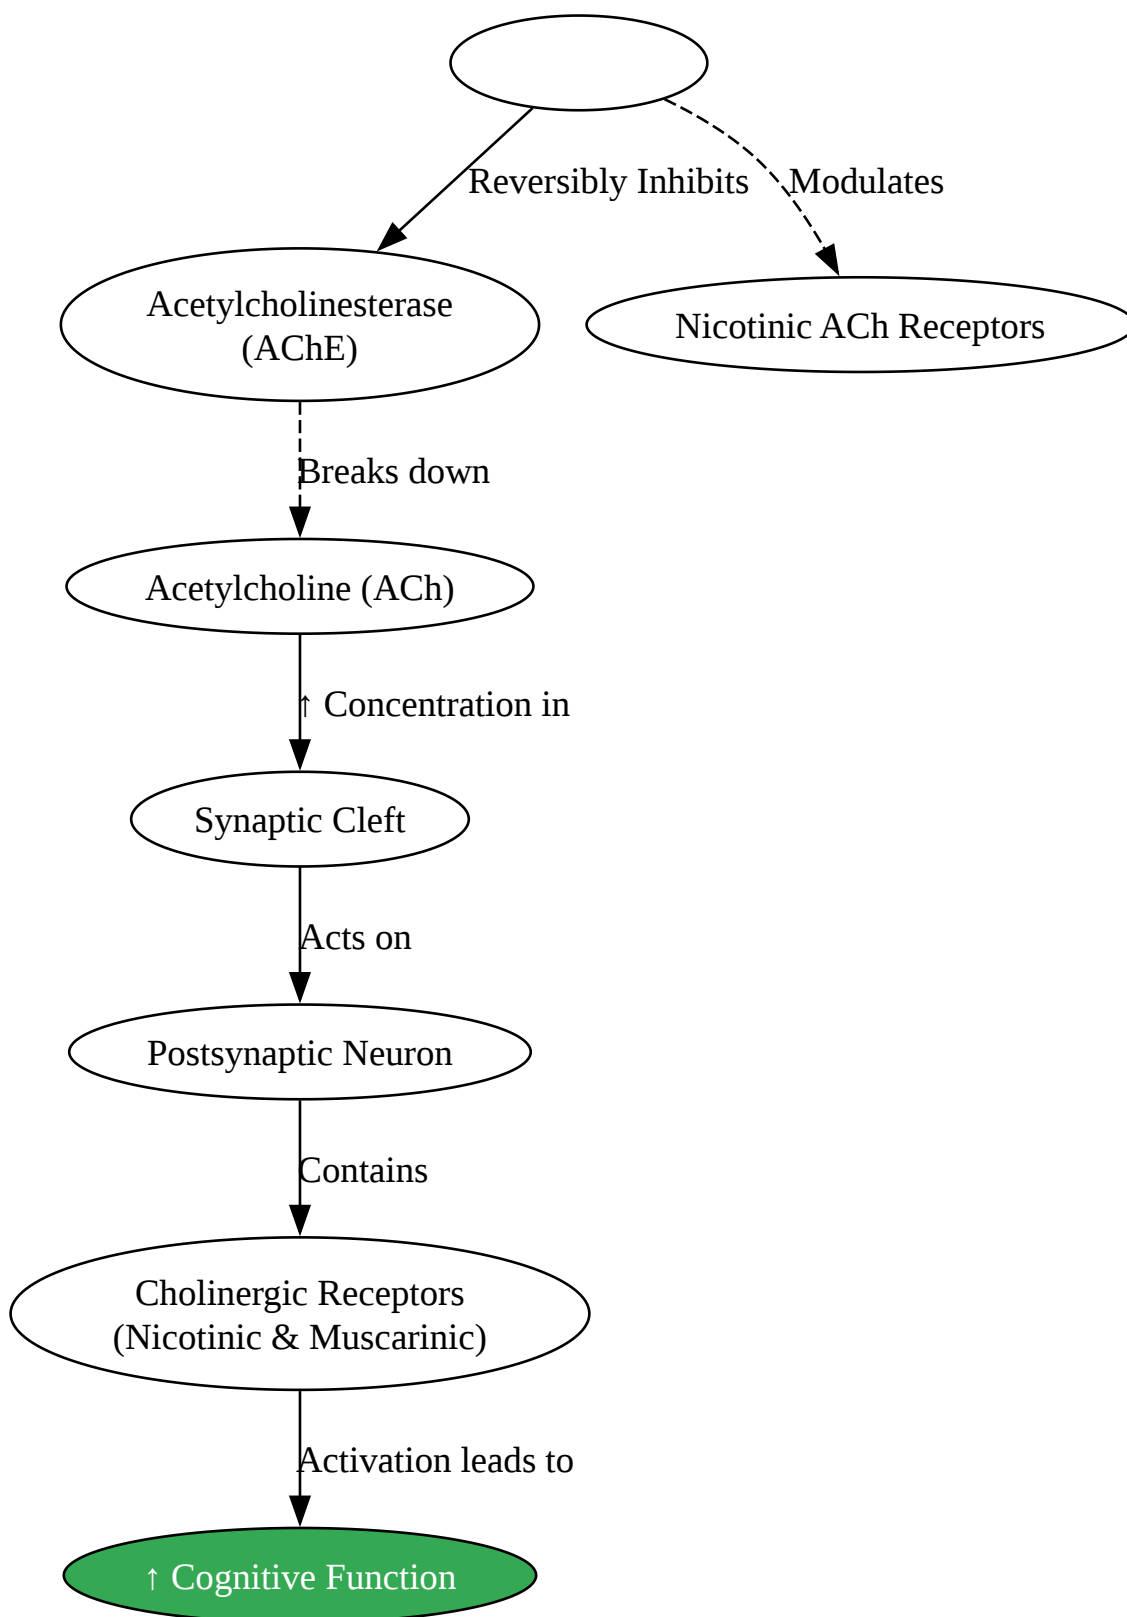 Reversibly Inhibits
Modulates
Acetylcholinesterase
(AChE)
Nicotinic ACh Receptors
Breaks down
Acetylcholine (ACh)
↑ Concentration in
Synaptic Cleft
Acts on
Postsynaptic Neuron
Contains
Cholinergic Receptors
(Nicotinic & Muscarinic)
Activation leads to
↑ Cognitive Function